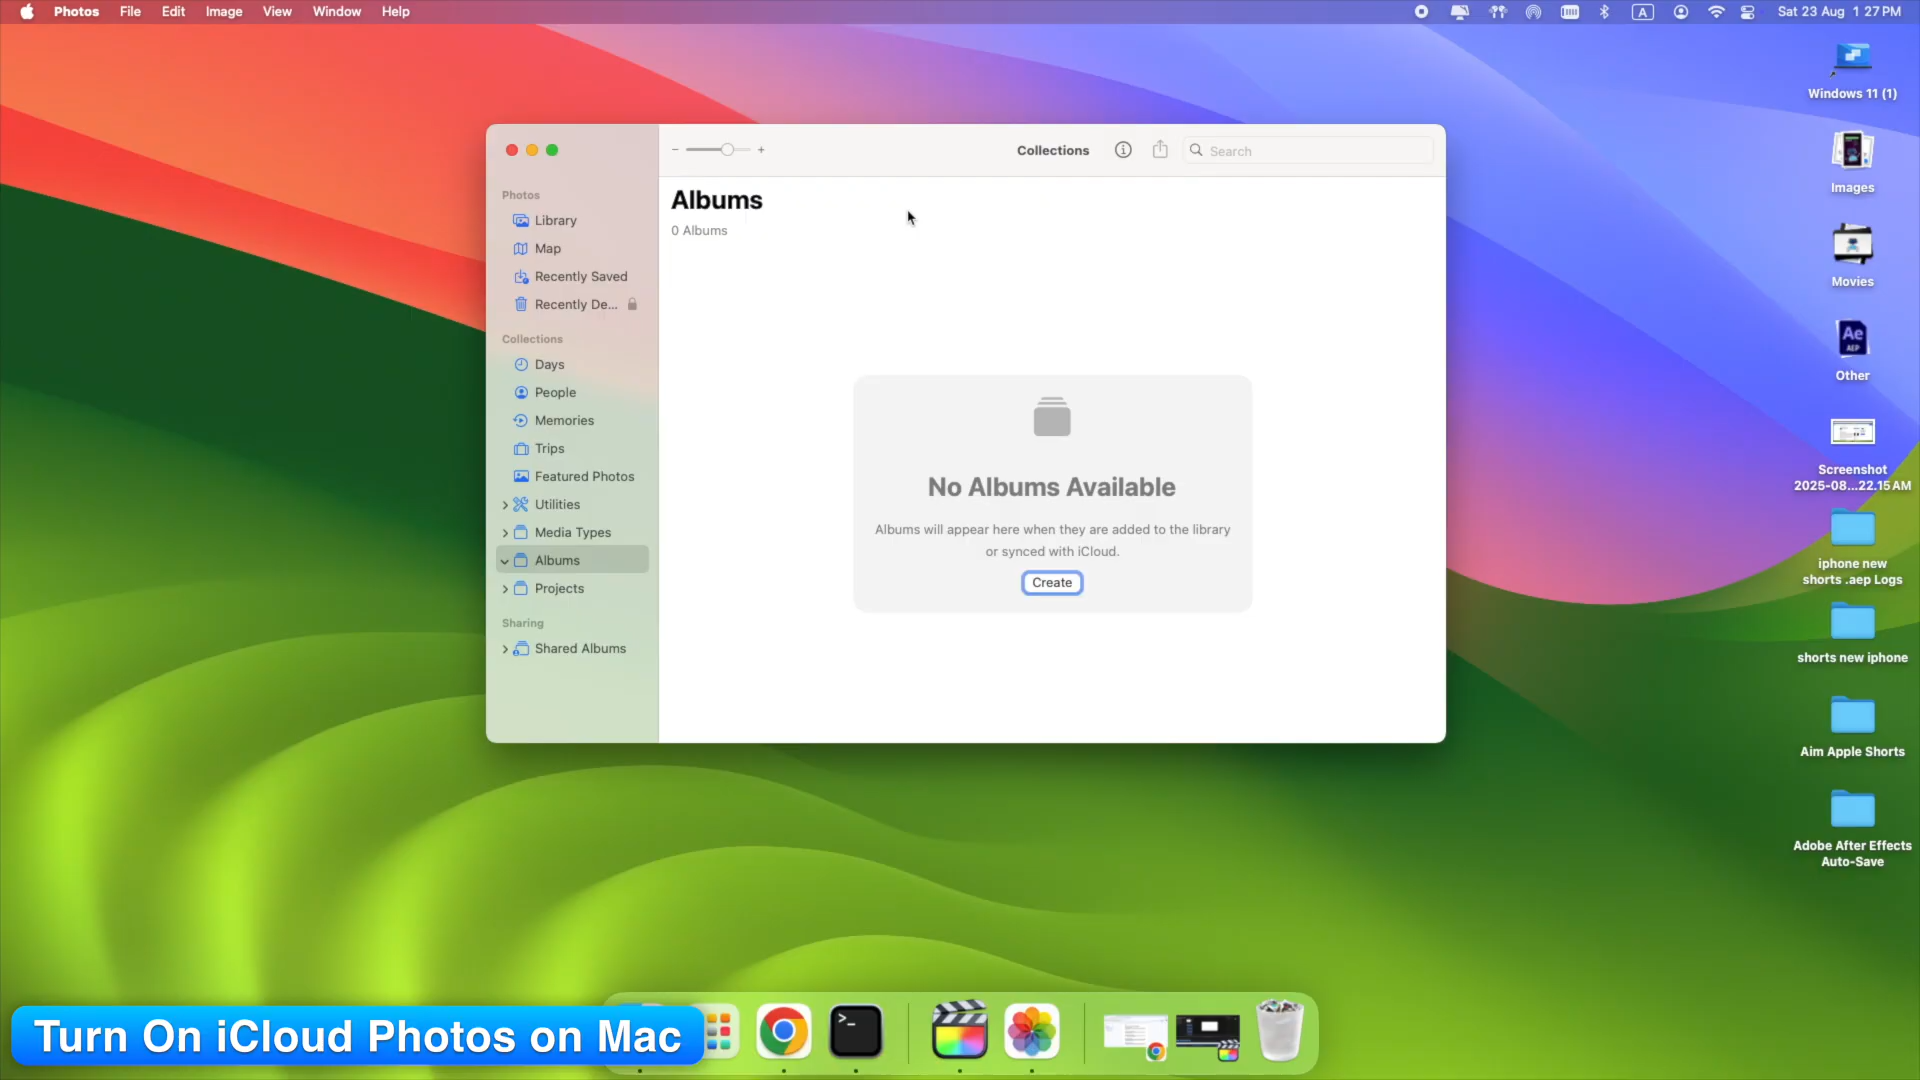 Photos File Edit Image View Window Help
A
Sat 23 Aug 1 27 PM
Windows 11 (1)
Images
Movies
Ae
AEP
Other
Screenshot
2025-08...22.15 AM
iphone new
shorts .aep Logs
shorts new iphone
Aim Apple Shorts
Adobe After Effects
Auto-Save
Collections
Search
Photos
Library
Map
Recently Saved
Recently De...
Collections
Days
People
Memories
Trips
Featured Photos
Utilities
Media Types
Albums
Projects
Sharing
Shared Albums
Albums
0 Albums
No Albums Available
Albums will appear here when they are added to the library
or synced with iCloud.
Create
Turn On iCloud Photos on Mac
>_